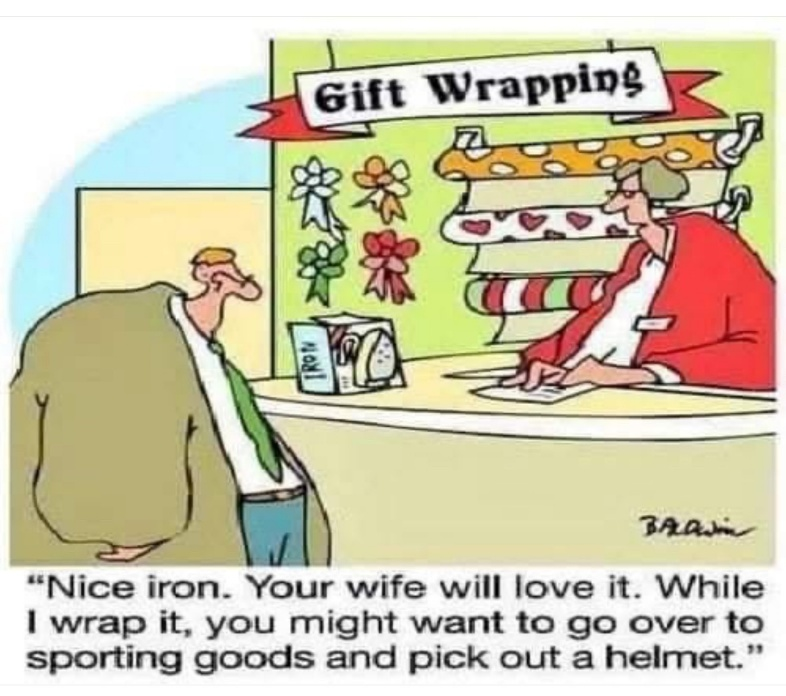 Gift Wrapping
IRON
BALDWIN
“Nice iron. Your wife will love it. While
I wrap it, you might want to go over to
sporting goods and pick out a helmet.”